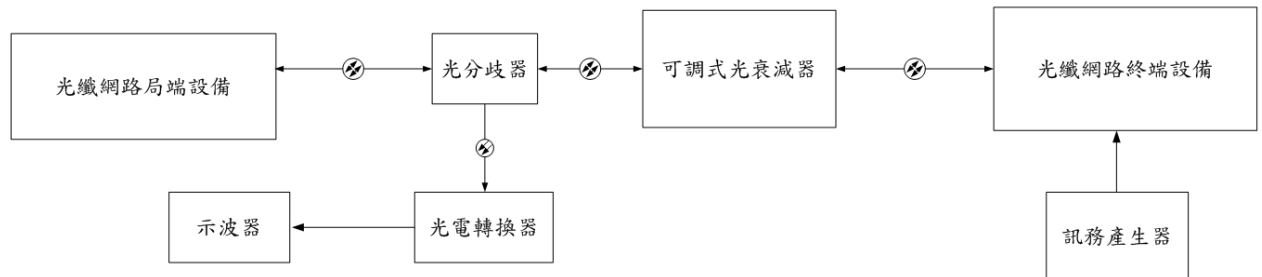 光纖網路局端設備
光分歧器
可調式光衰減器
光纖網路終端設備
示波器
光電轉換器
訊務產生器